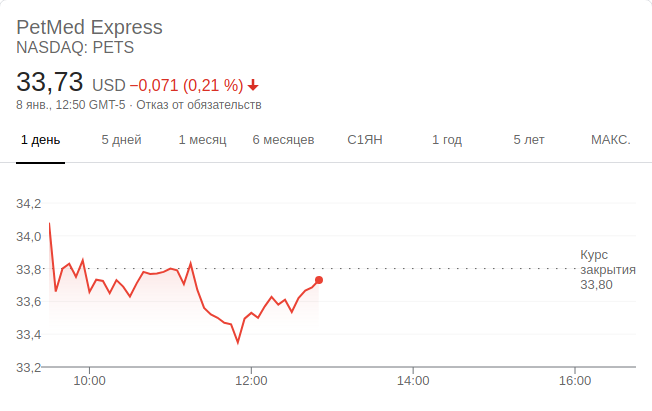 PetMed Express
NASDAQ: PETS
33,73 USD −0,071 (0,21 %)
8 янв., 12:50 GMT-5 · Отказ от обязательств
1 день 5 дней 1 месяц 6 месяцев С1ЯН 1 год 5 лет МАКС.
34,2
34,0
33,8
33,6
33,4
33,2
Курс
закрытия
33,80
10:00 12:00 14:00 16:00